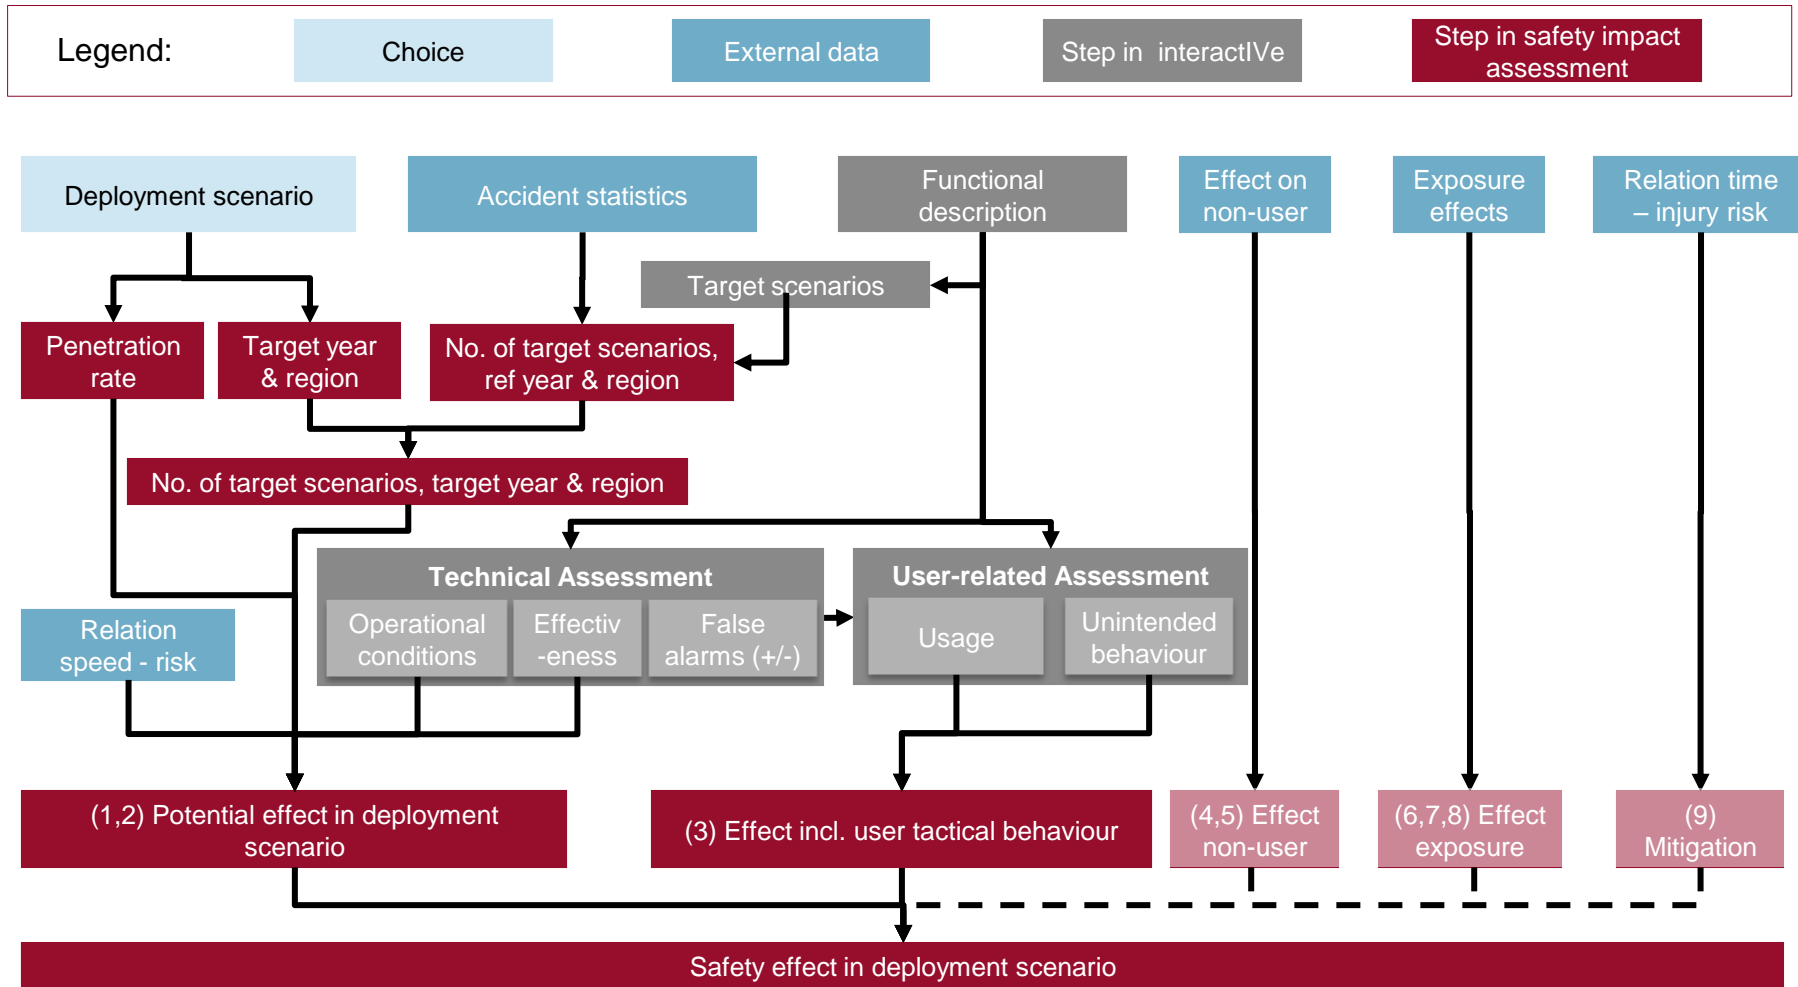 Legend:
Choice
External data
Step in interactIVe
Step in safety impact
assessment
Deployment scenario
Accident statistics
Functional
description
Effect on
non-user
Exposure
effects
Relation time
– injury risk
Target scenarios
Penetration
rate
Target year
& region
No. of target scenarios,
ref year & region
No. of target scenarios, target year & region
Technical Assessment
Operational
conditions
Effectiv
-eness
False
alarms (+/-)
User-related Assessment
Usage
Unintended
behaviour
Relation
speed - risk
(1,2) Potential effect in deployment
scenario
(3) Effect incl. user tactical behaviour
(4,5) Effect
non-user
(6,7,8) Effect
exposure
(9)
Mitigation
Safety effect in deployment scenario